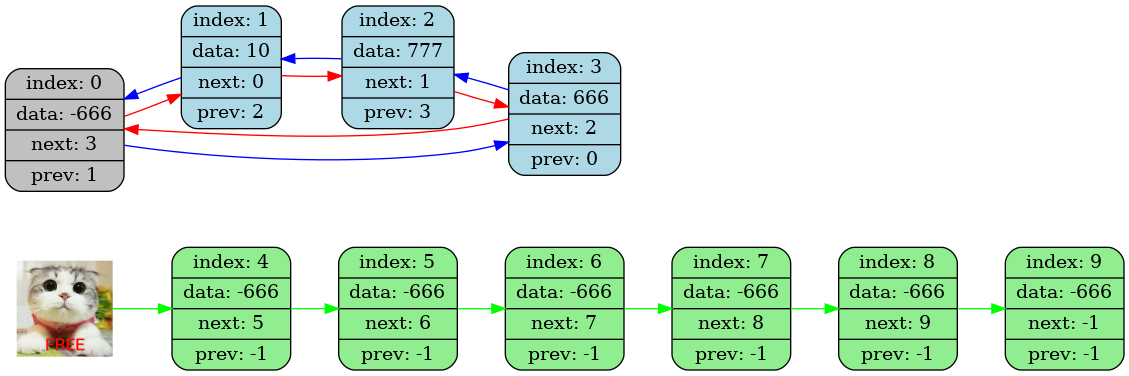 index: 0
data: -666
next: 3
prev: 1
index: 1
data: 10
next: 0
prev: 2
index: 2
data: 777
next: 1
prev: 3
index: 3
data: 666
next: 2
prev: 0
FREE
index: 4
data: -666
next: 5
prev: -1
index: 5
data: -666
next: 6
prev: -1
index: 6
data: -666
next: 7
prev: -1
index: 7
data: -666
next: 8
prev: -1
index: 8
data: -666
next: 9
prev: -1
index: 9
data: -666
next: -1
prev: -1